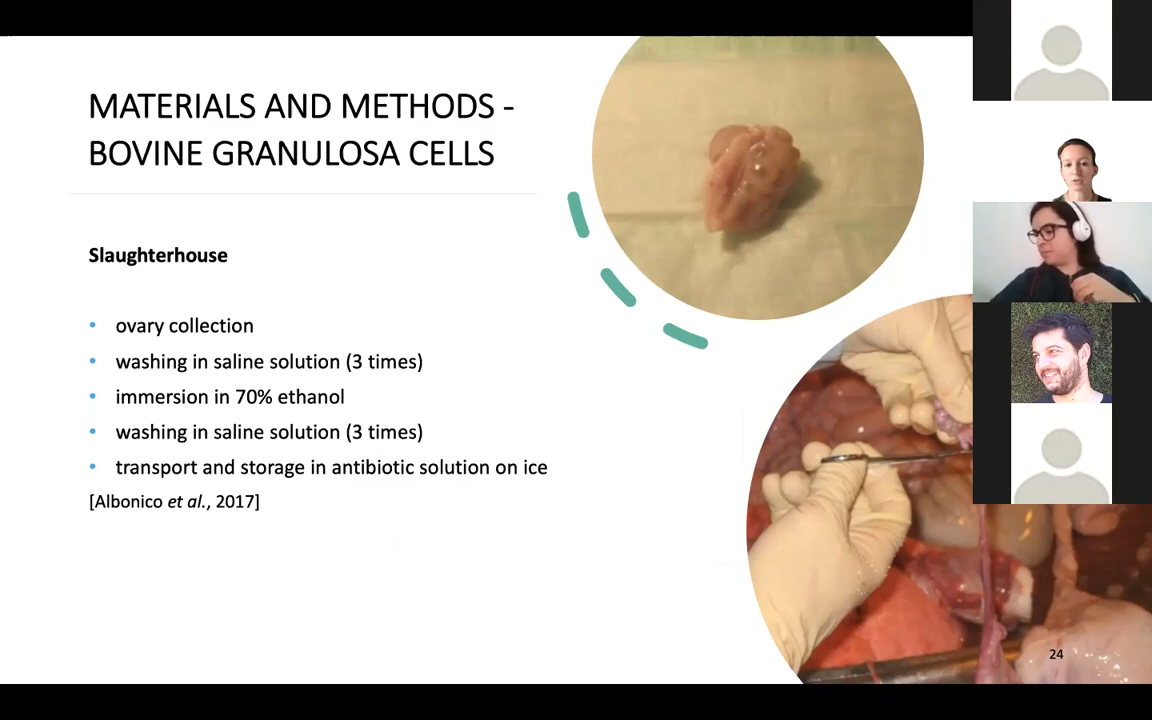 MATERIALS AND METHODS -
BOVINE GRANULOSA CELLS
Slaughterhouse
• ovary collection
• washing in saline solution (3 times)
• immersion in 70% ethanol
• washing in saline solution (3 times)
• transport and storage in antibiotic solution on ice
[Albonico et al., 2017]
24